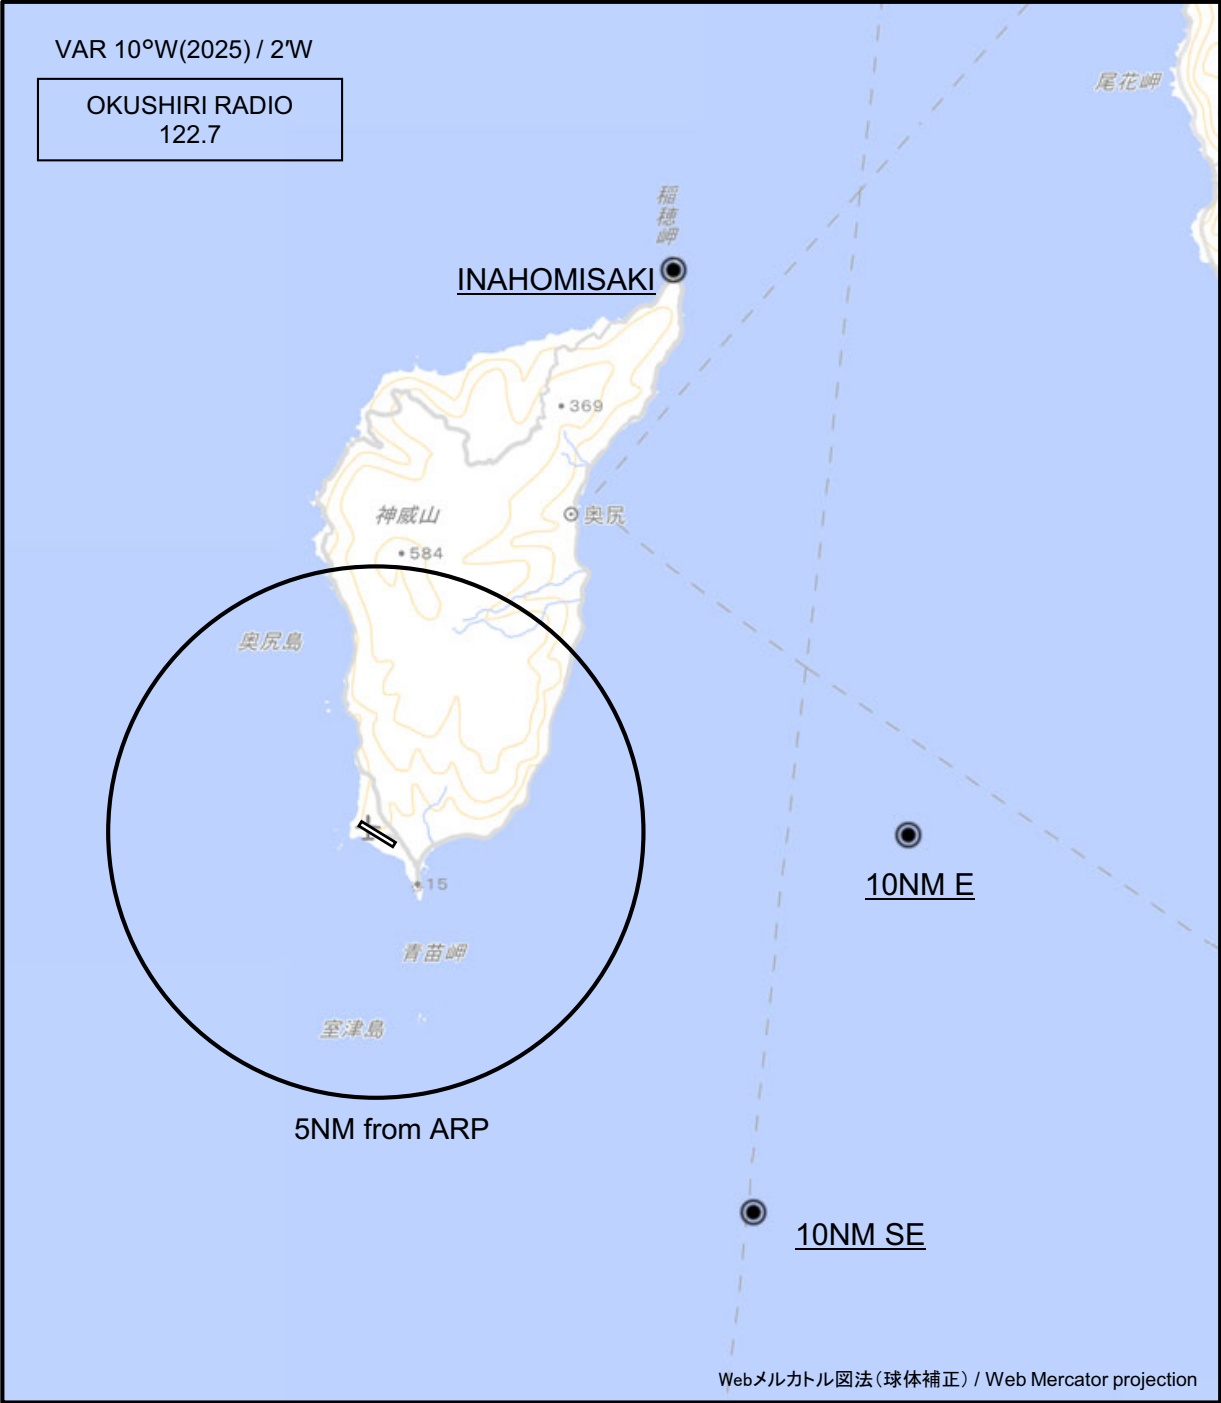 VAR 10°W(2025) / 2'W
OKUSHIRI RADIO
122.7
尾花岬
稲穂岬
INAHOMISAKI
369
奥尻
神威山
584
奥尻島
15
10NM E
青苗岬
室津島
5NM from ARP
10NM SE
Webメルカトル図法(球体補正) / Web Mercator projection